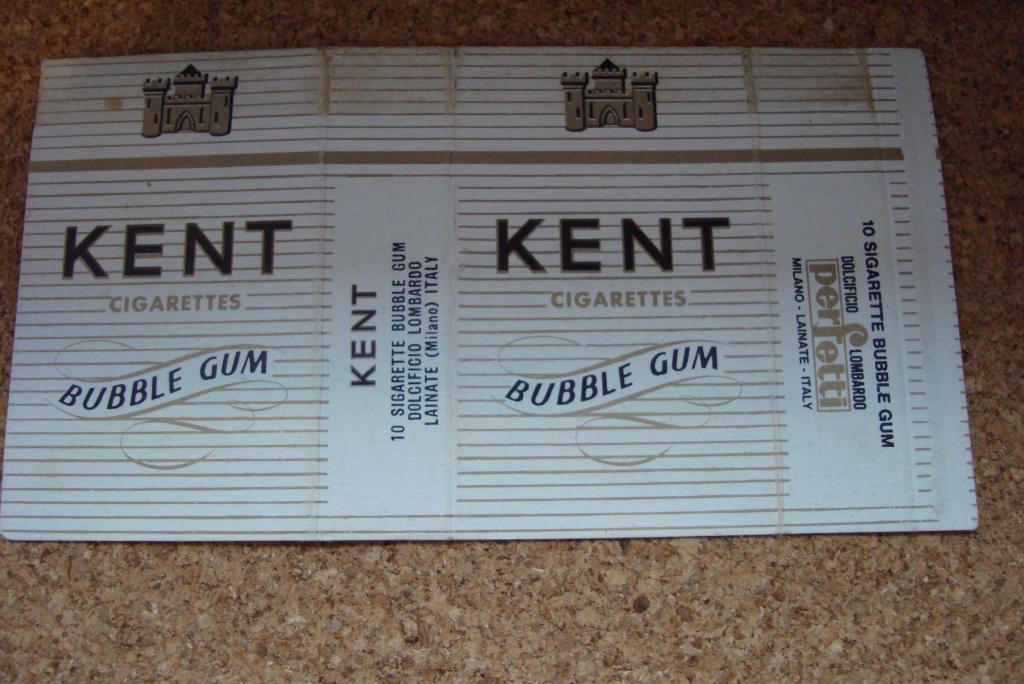 KENT
CIGARETTES
BUBBLE GUM
KENT
10 SIGARETTE BUBBLE GUM
DOLCIFICIO LOMBARDO
LAINATE (Milano) ITALY
KENT
CIGARETTES
BUBBLE GUM
10 SIGARETTE BUBBLE GUM
DOLCIFICIO LOMBARDO
perfetti
MILANO - LAINATE - ITALY